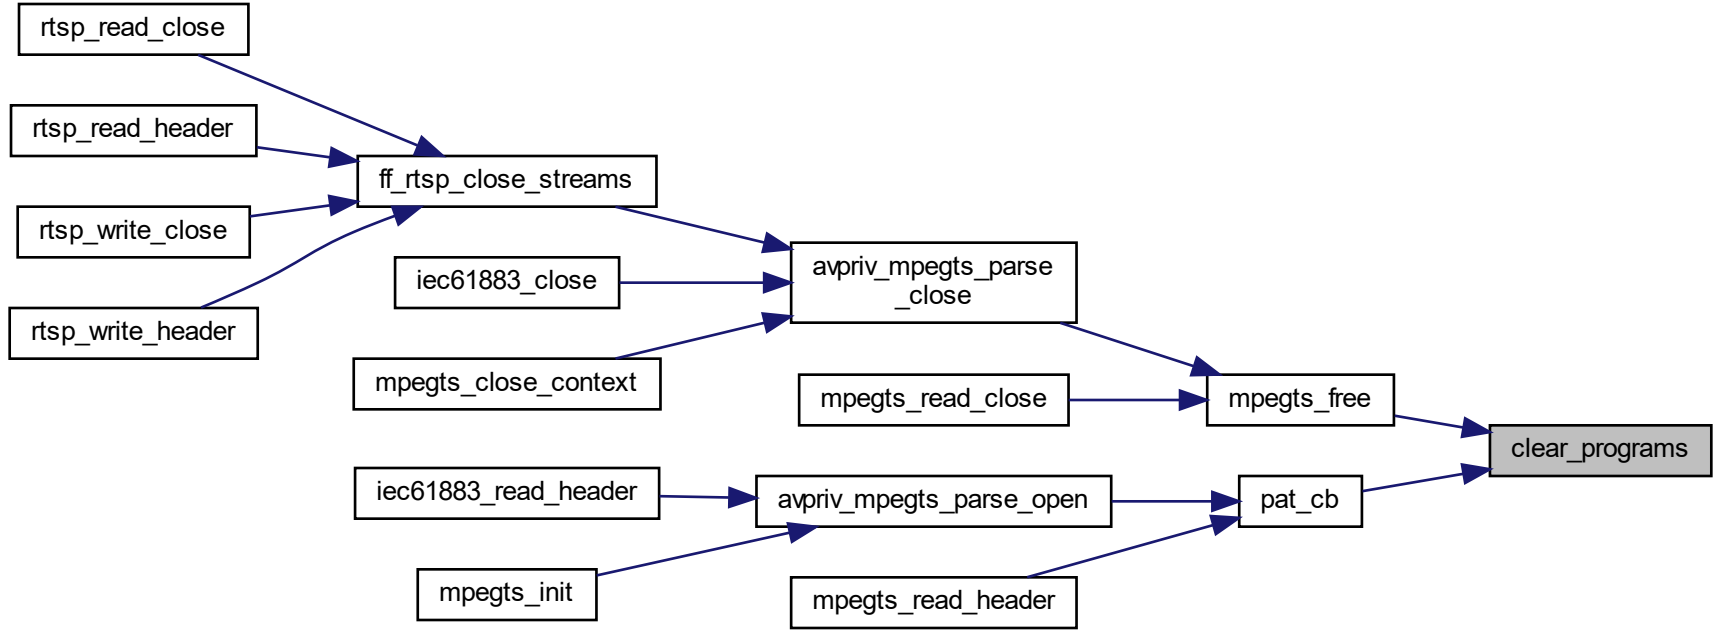 rtsp_read_close
rtsp_read_header
ff_rtsp_close_streams
rtsp_write_close
rtsp_write_header
iec61883_close
avpriv_mpegts_parse
_close
mpegts_close_context
mpegts_read_close
mpegts_free
clear_programs
iec61883_read_header
avpriv_mpegts_parse_open
pat_cb
mpegts_init
mpegts_read_header